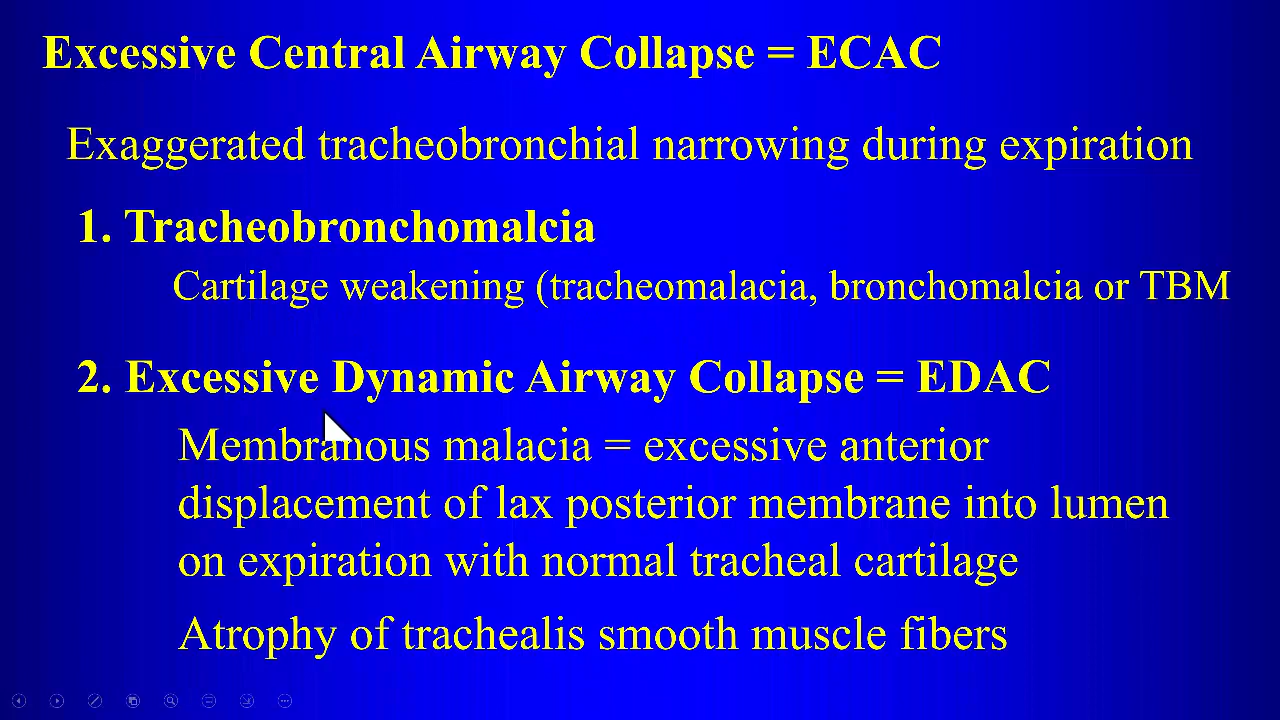 Excessive Central Airway Collapse = ECAC
Exaggerated tracheobronchial narrowing during expiration
1. Tracheobronchomalcia
Cartilage weakening (tracheomalacia, bronchomalcia or TBM
2. Excessive Dynamic Airway Collapse = EDAC
Membranous malacia = excessive anterior
displacement of lax posterior membrane into lumen
on expiration with normal tracheal cartilage
Atrophy of trachealis smooth muscle fibers